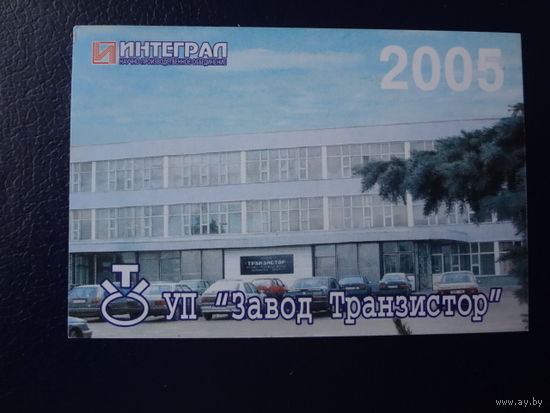 ИНТЕГРАЛ
НАУЧНО-ПРОИЗВОДСТВЕННОЕ ОБЪЕДИНЕНИЕ
2005
ТРАНЗИСТОР
УП "Завод Транзистор"
www.ay.by